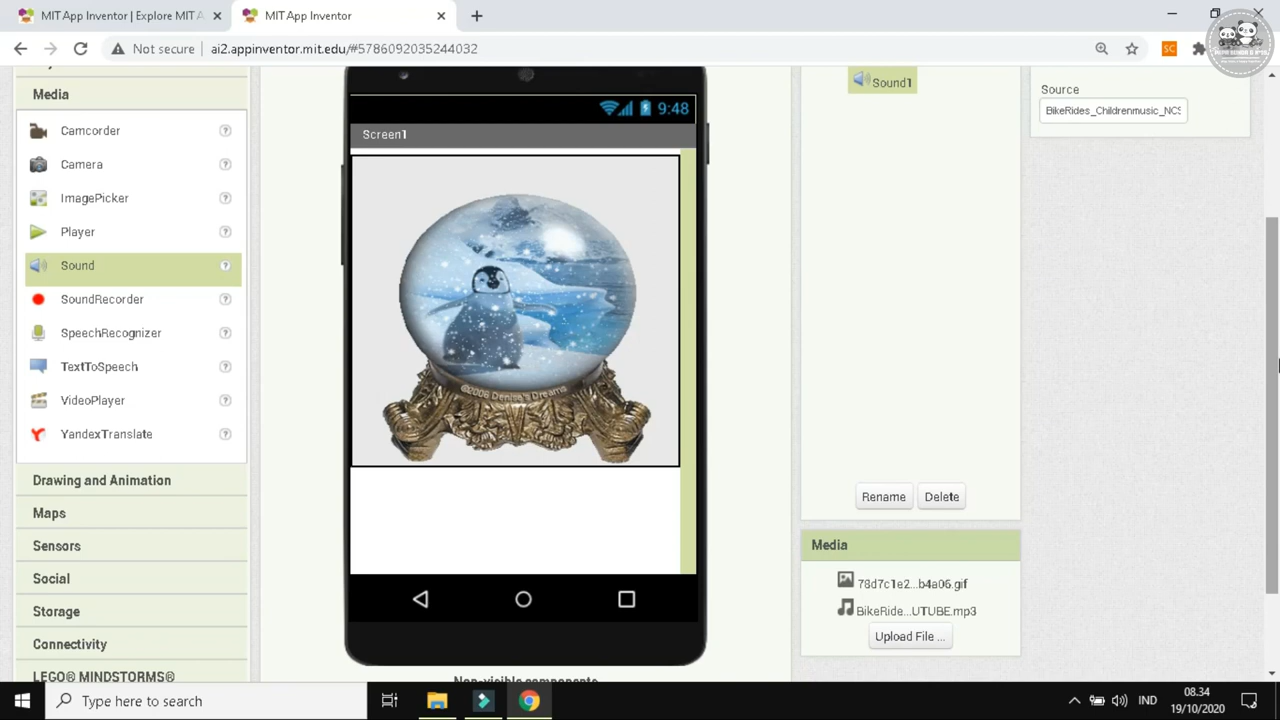 MIT App Inventor | Explore MIT A
MIT App Inventor
Not secure
ai2.appinventor.mit.edu/#5786092035244032
SC
Media
Camcorder ?
Camera ?
ImagePicker ?
Player ?
Sound ?
SoundRecorder ?
SpeechRecognizer ?
TextToSpeech ?
VideoPlayer ?
YandexTranslate ?
Drawing and Animation
Maps
Sensors
Social
Storage
Connectivity
LEGO® MINDSTORMS®
9:48
Screen1
©2006 Denise's Dreams
Non-visible components
Sound1
Rename
Delete
Media
78d7c1e2...b4a06.gif
BikeRide...UTUBE.mp3
Upload File ...
Source
BikeRides_Childrenmusic_NCS
Type here to search
IND
08.34
19/10/2020